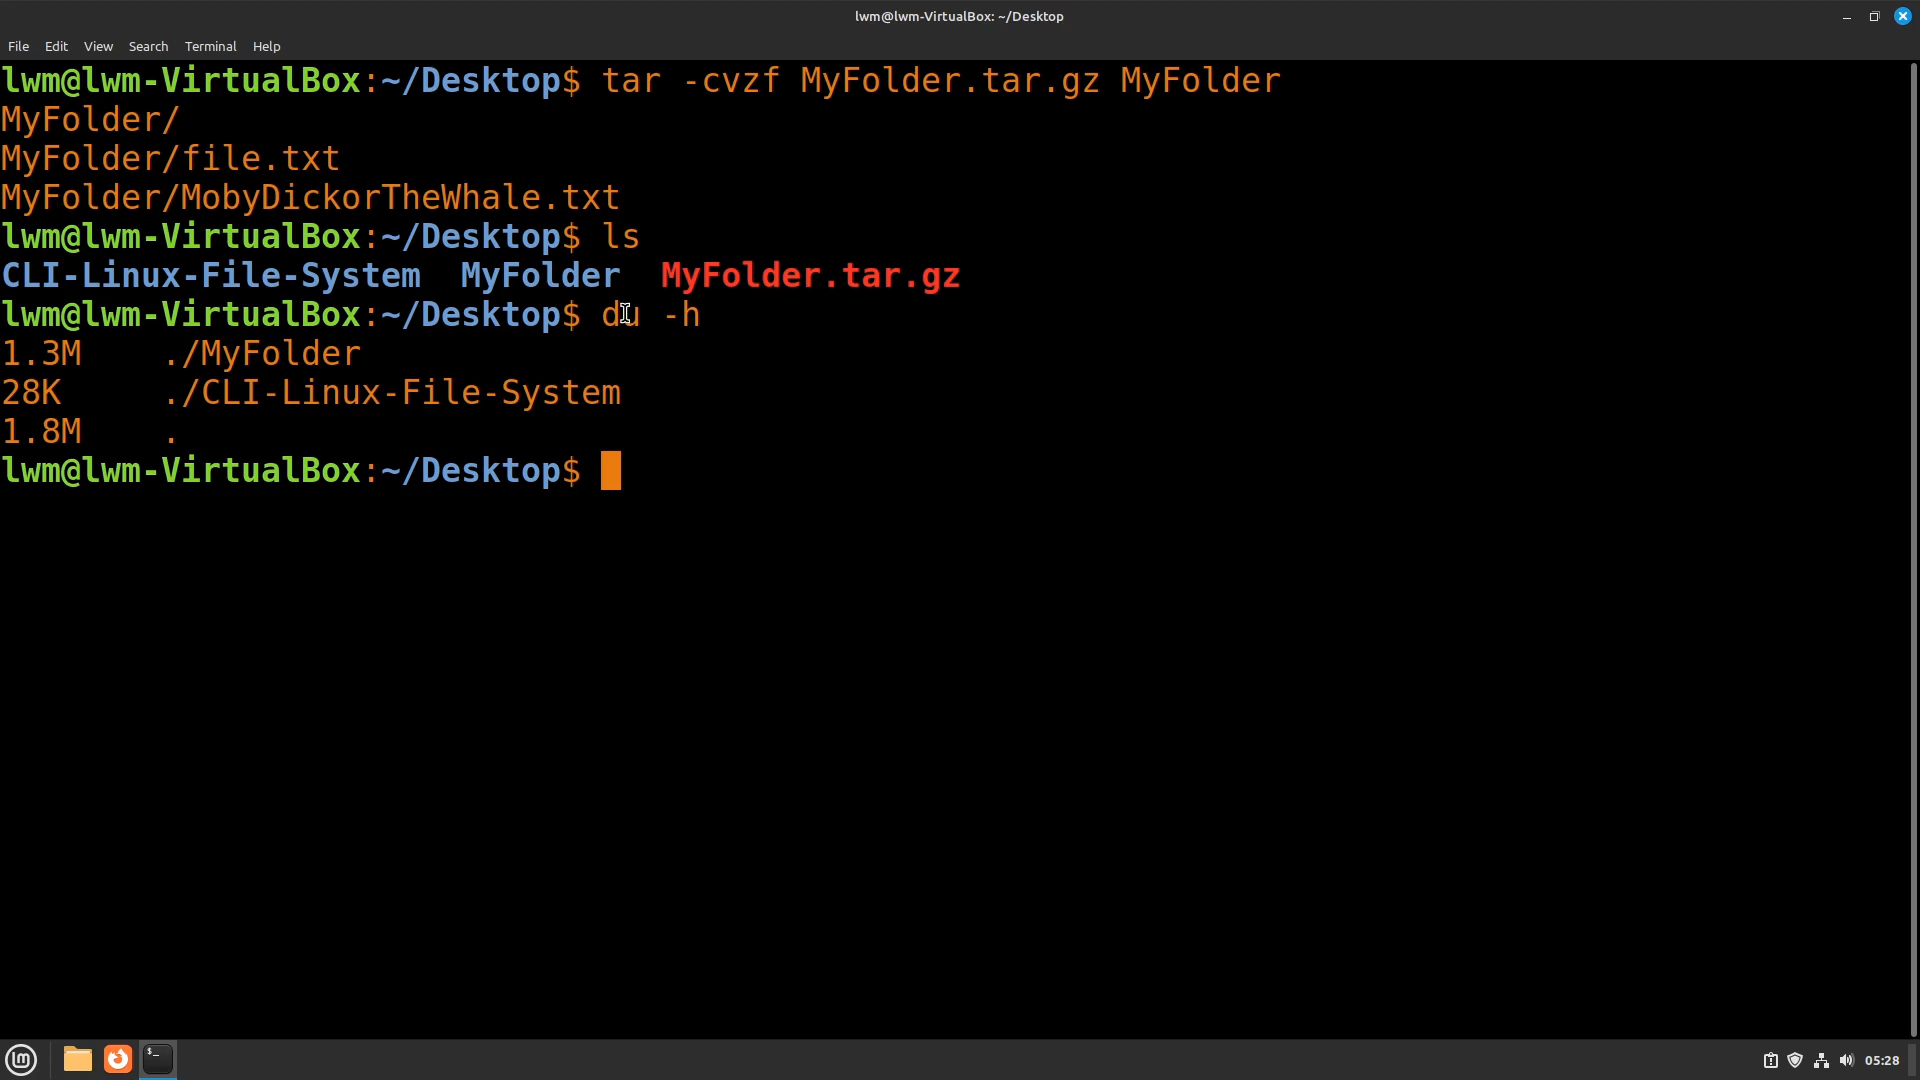 lwm@lwm-VirtualBox: ~/Desktop
File Edit View Search Terminal Help
lwm@lwm-VirtualBox:~/Desktop$ tar -cvzf MyFolder.tar.gz MyFolder
MyFolder/
MyFolder/file.txt
MyFolder/MobyDickorTheWhale.txt
lwm@lwm-VirtualBox:~/Desktop$ ls
CLI-Linux-File-System  MyFolder  MyFolder.tar.gz
lwm@lwm-VirtualBox:~/Desktop$ du -h
1.3M    ./MyFolder
28K     ./CLI-Linux-File-System
1.8M    .
lwm@lwm-VirtualBox:~/Desktop$
05:28